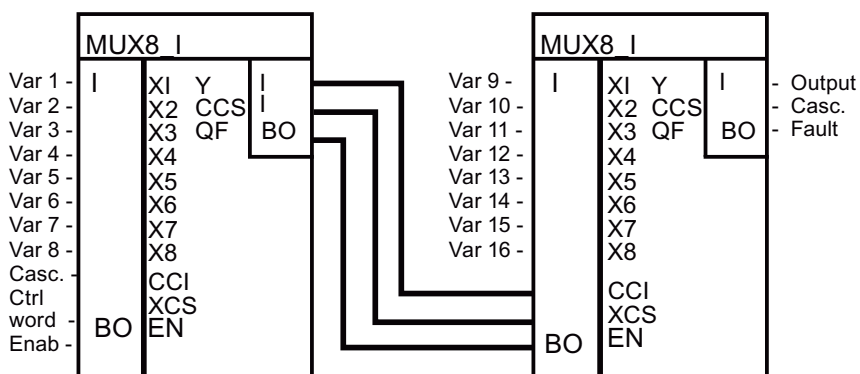 MUX8_I
MUX8_I
Var 1 - I XI Y I
Var 2 - X2 CCS I
Var 3 - X3 QF BO
Var 4 - X4
Var 5 - X5
Var 6 - X6
Var 7 - X7
Var 8 - X8
Casc. - CCI
Ctrl XCS
word - BO EN
Enab -
Var 9 - I XI Y I - Output
Var 10 - X2 CCS - Casc.
Var 11 - X3 QF BO - Fault
Var 12 - X4
Var 13 - X5
Var 14 - X6
Var 15 - X7
Var 16 - X8
CCI
XCS
BO EN